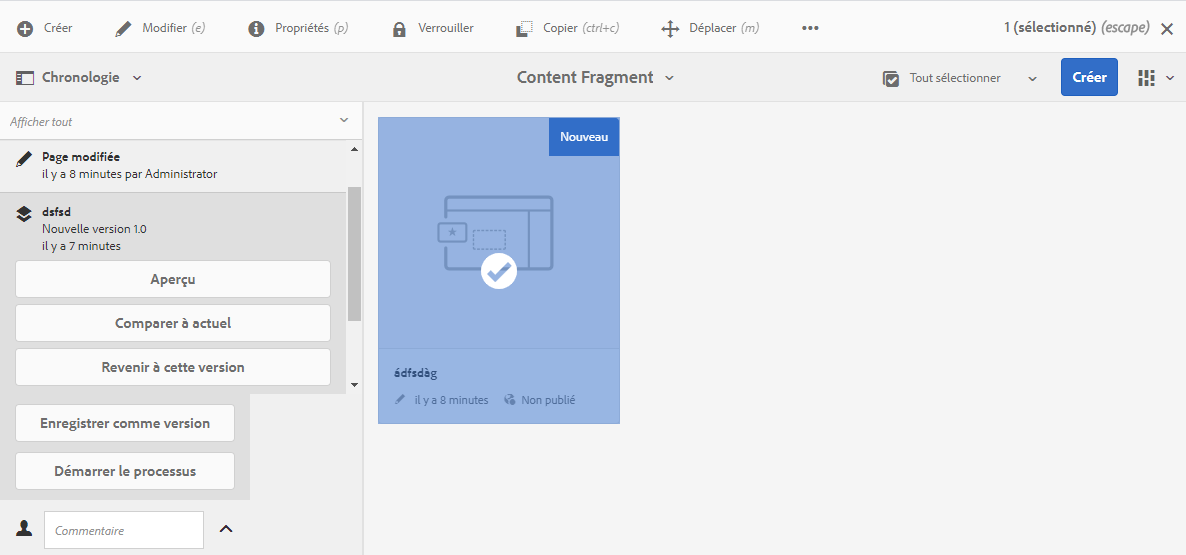 Créer
Modifier (e)
Propriétés (p)
Verrouiller
Copier (ctrl+c)
Déplacer (m)
1 (sélectionné) (escape)
Chronologie
Content Fragment
Tout sélectionner
Créer
Afficher tout
Page modifiée
il y a 8 minutes par Administrator
dsfsd
Nouvelle version 1.0
il y a 7 minutes
Aperçu
Comparer à actuel
Revenir à cette version
Enregistrer comme version
Démarrer le processus
Commentaire
Nouveau
ádfsdàg
il y a 8 minutes
Non publié